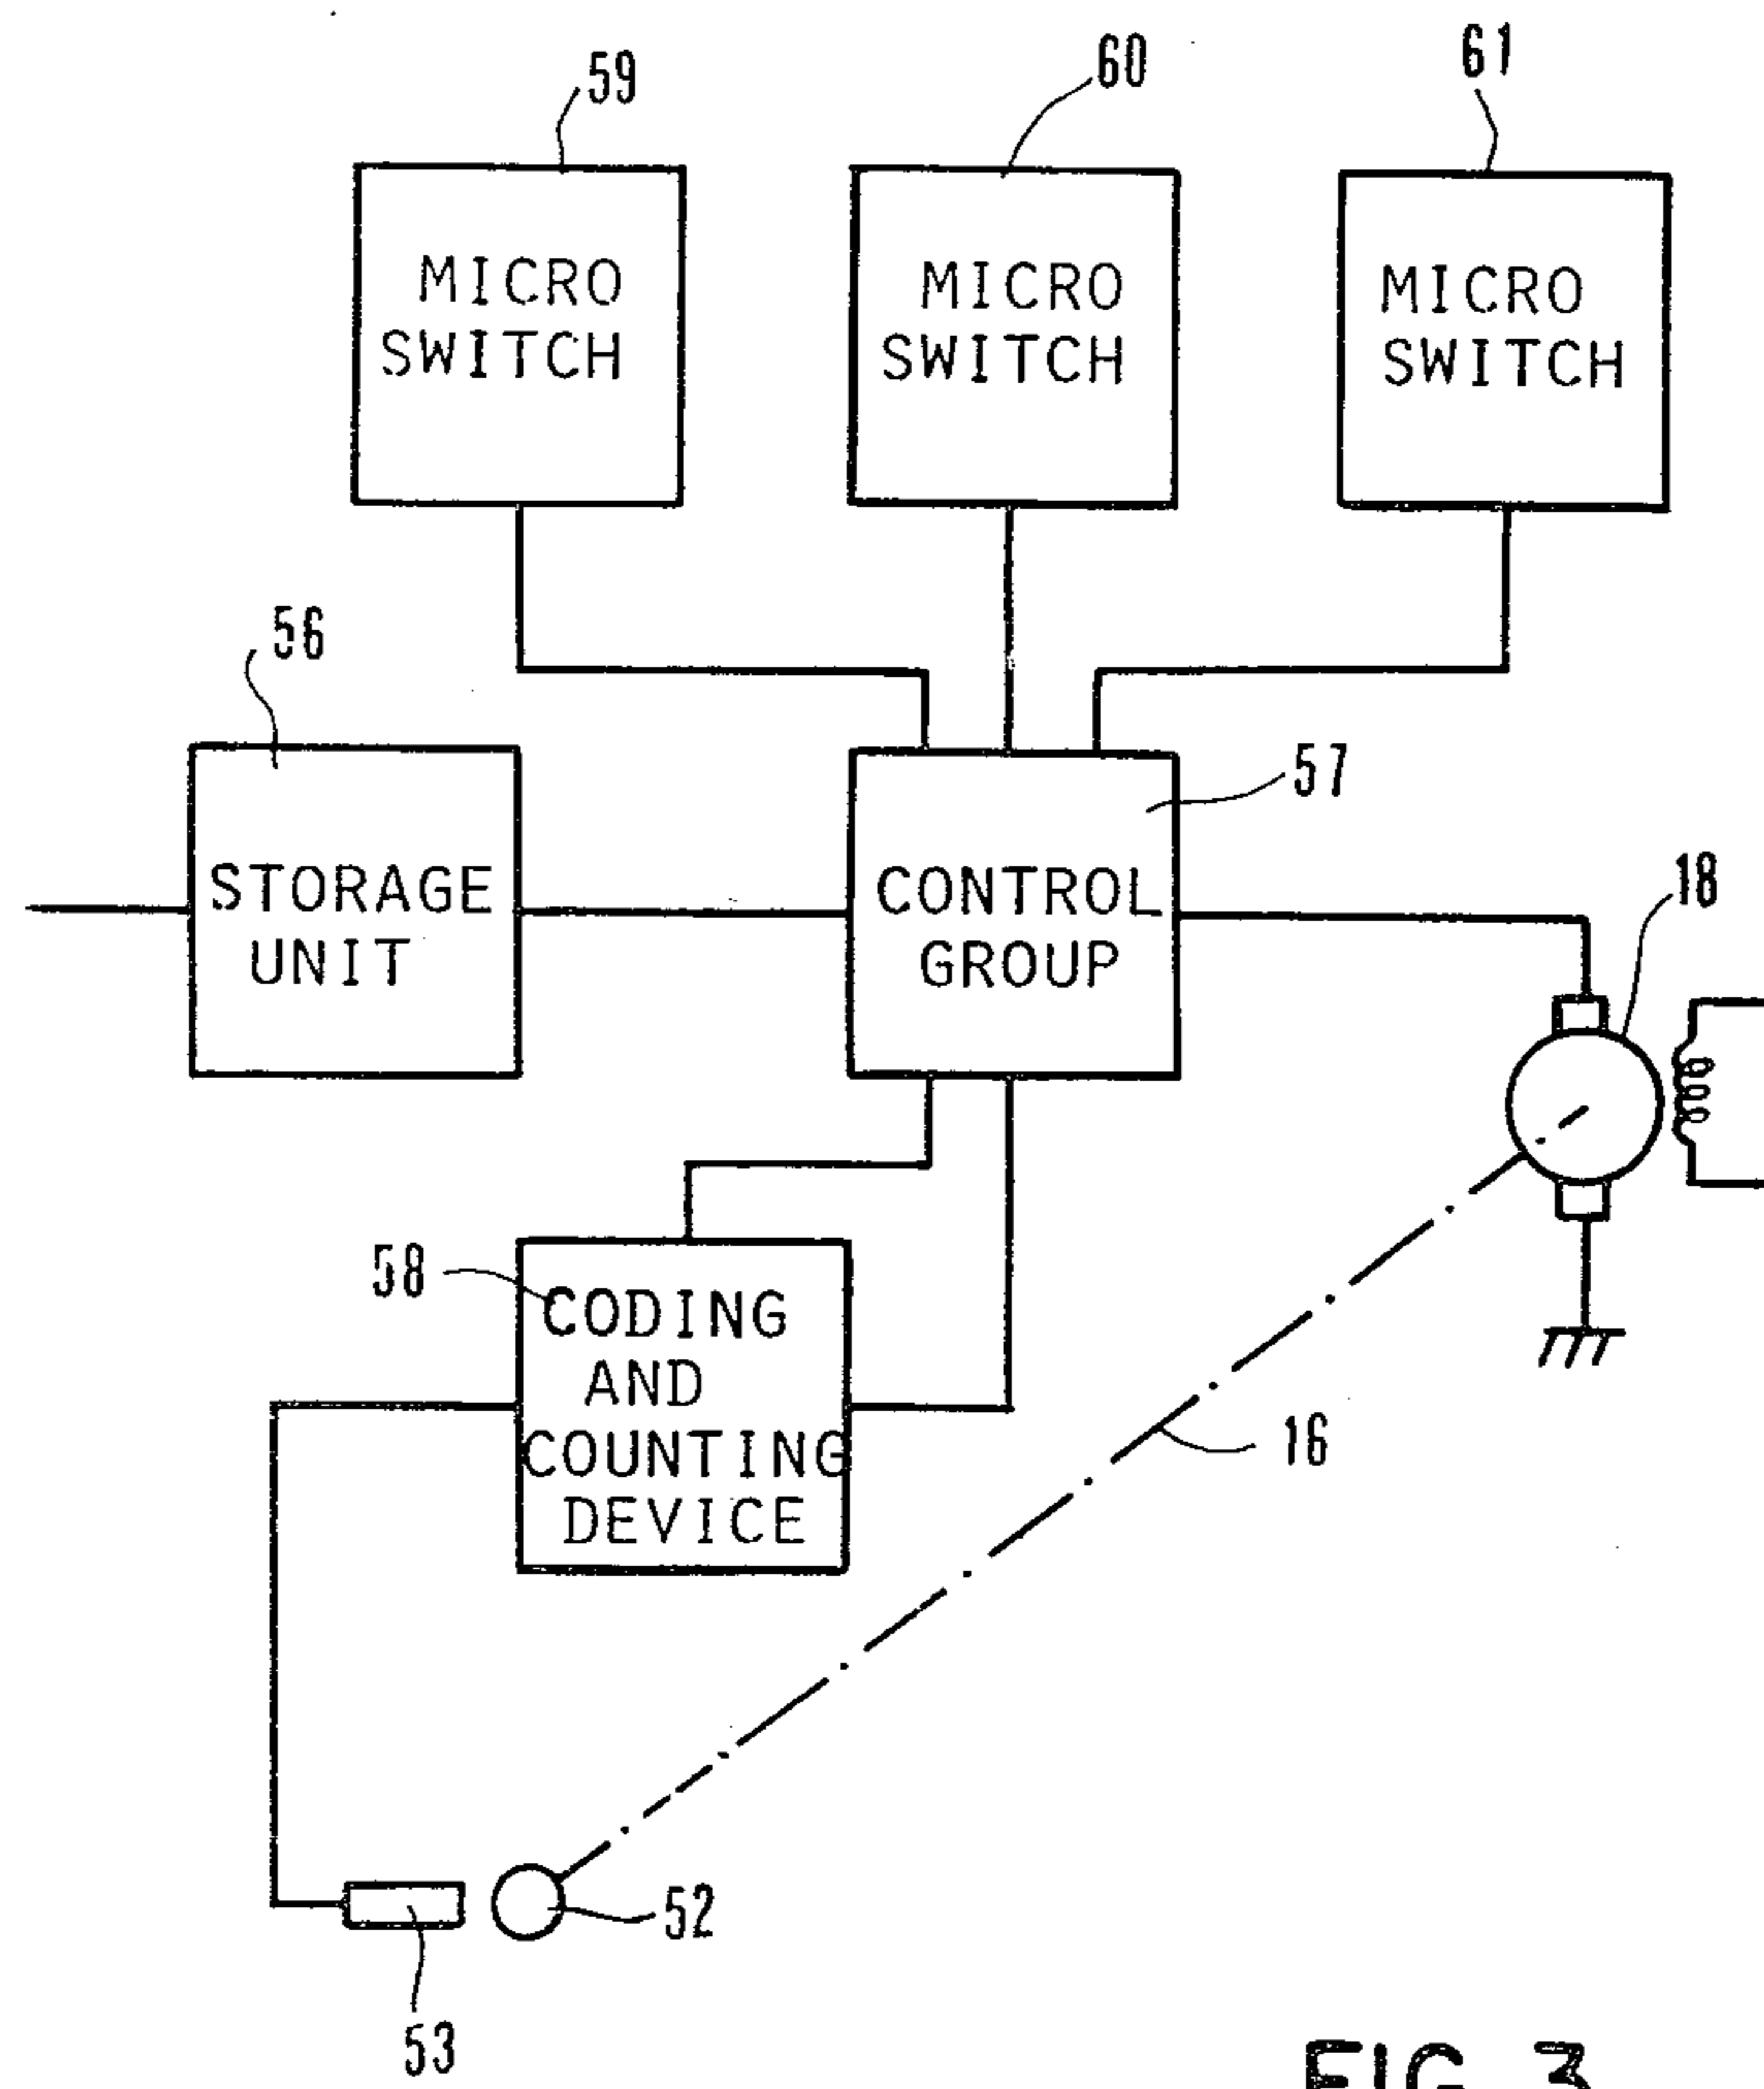 59
60
61
MICRO
SWITCH
MICRO
SWITCH
MICRO
SWITCH
56
57
STORAGE
UNIT
CONTROL
GROUP
18
58
CODING
AND
COUNTING
DEVICE
16
52
53
FIG. 3